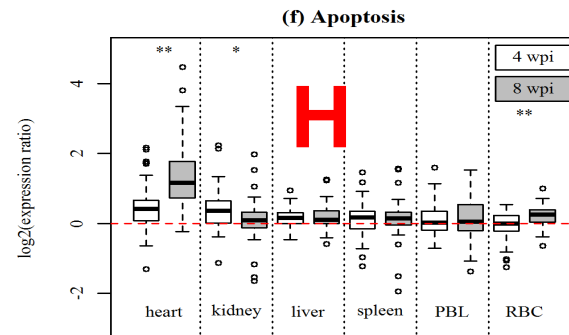 (f) Apoptosis
** *
4 wpi
8 wpi
**
H
log2(expression ratio)
4
2
0
-2
heart kidney liver spleen PBL RBC